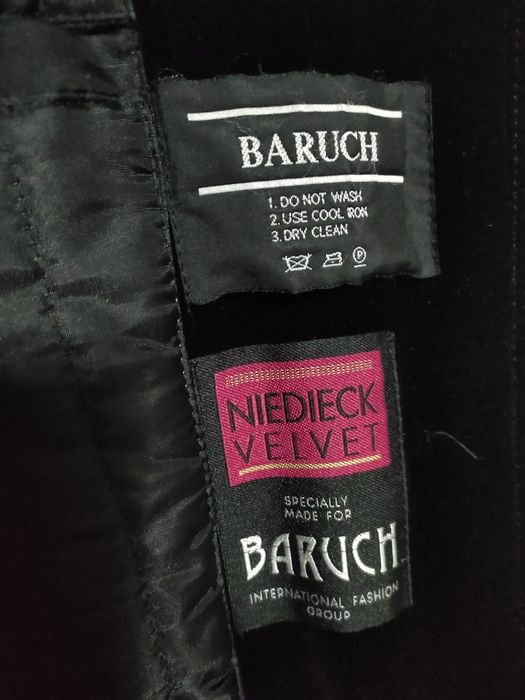 BARUCH
1. DO NOT WASH
2. USE COOL IRON
3. DRY CLEAN
P
NIEDIECK
VELVET
SPECIALLY
MADE FOR
BARUCH
INTERNATIONAL FASHION
GROUP